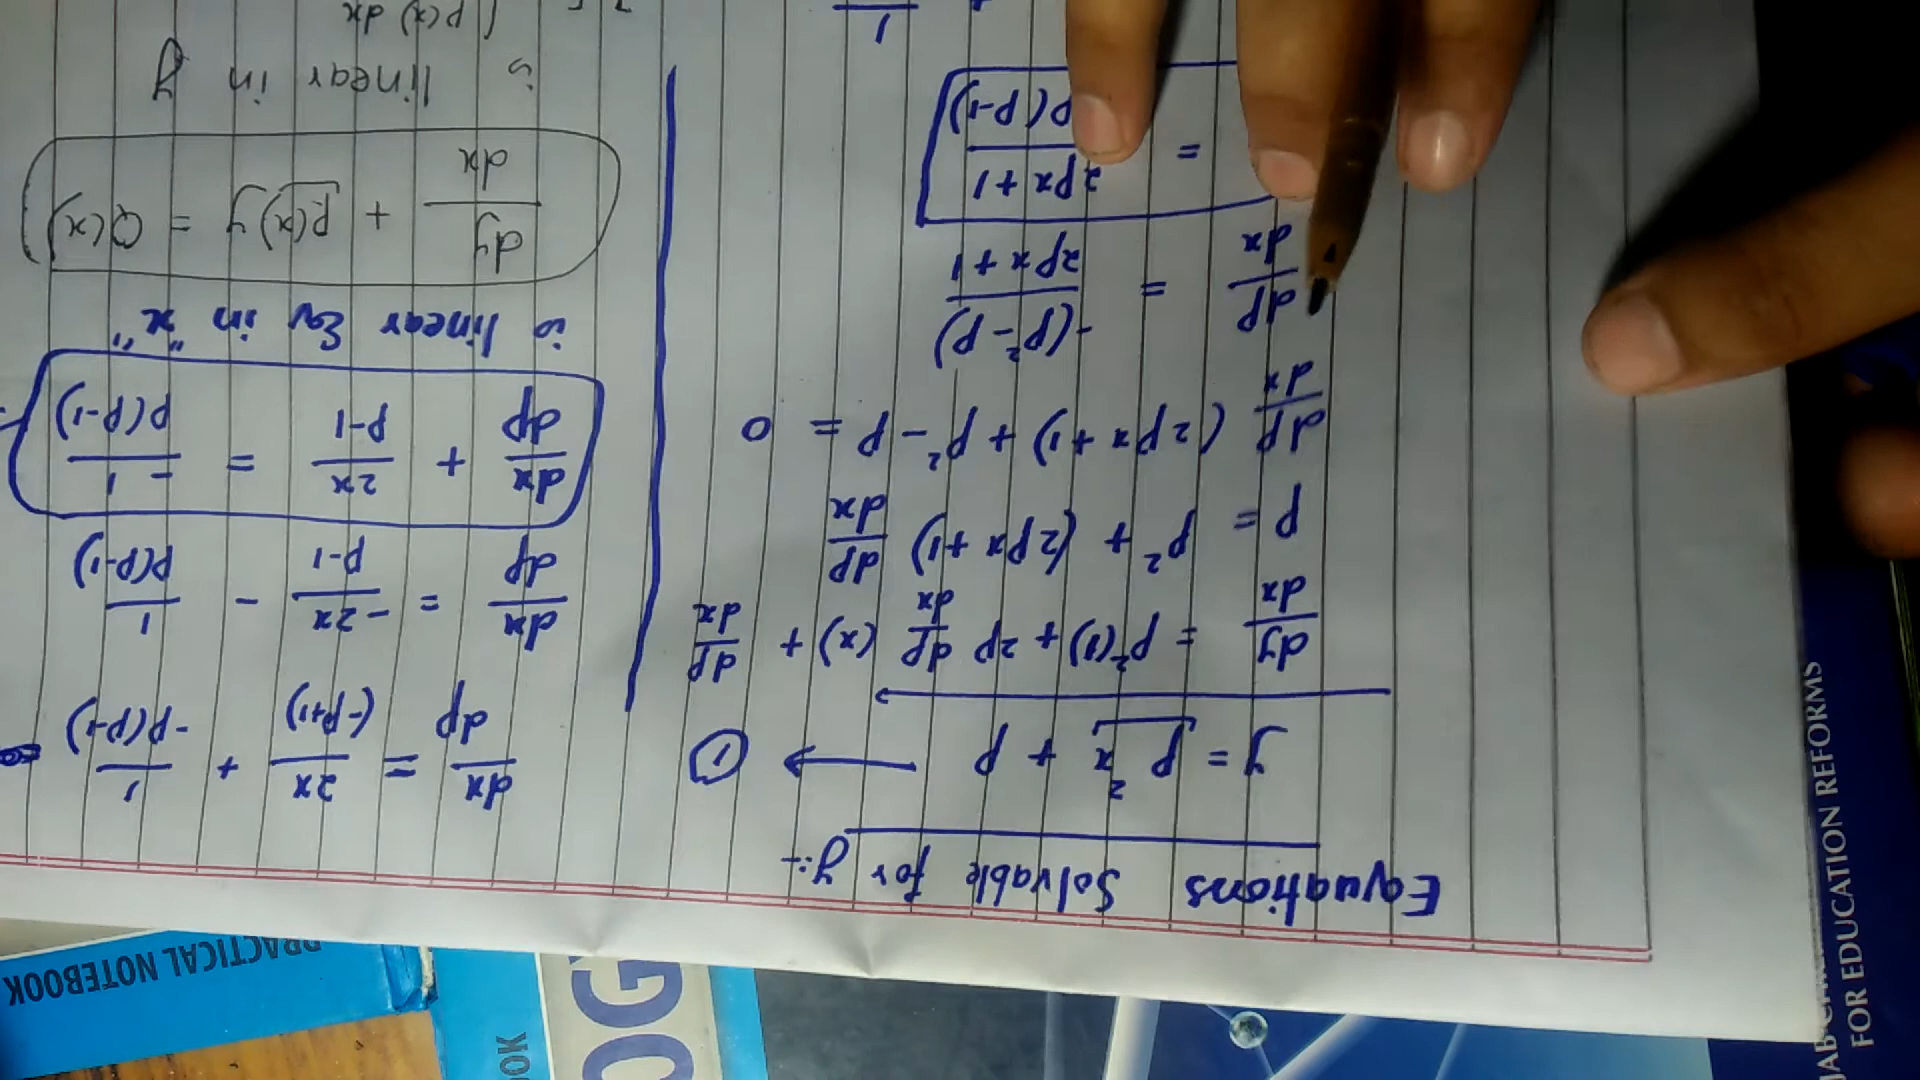 Equations Solvable for y:-
y = p²x + p → ①
dy/dx = p²(1) + 2p dp/dx (x) + dp/dx
p = p² + (2px+1) dp/dx
dp/dx (2px+1) + p² - p = 0
dp/dx = -(p²-p)/2px+1
= 2px+1/p(p-1)
1
dx/dp = 2x/(-p+1) + 1/-p(p-1)
dx/dp = -2x/p-1 - 1/p(p-1)
dx/dp + 2x/p-1 = -1/p(p-1)
is linear Eq in "x"
dy/dx + p(x)y = Q(x)
is linear in y
∫p(x) dx
PRACTICAL NOTEBOOK
OOK
OG
FOR EDUCATION REFORMS